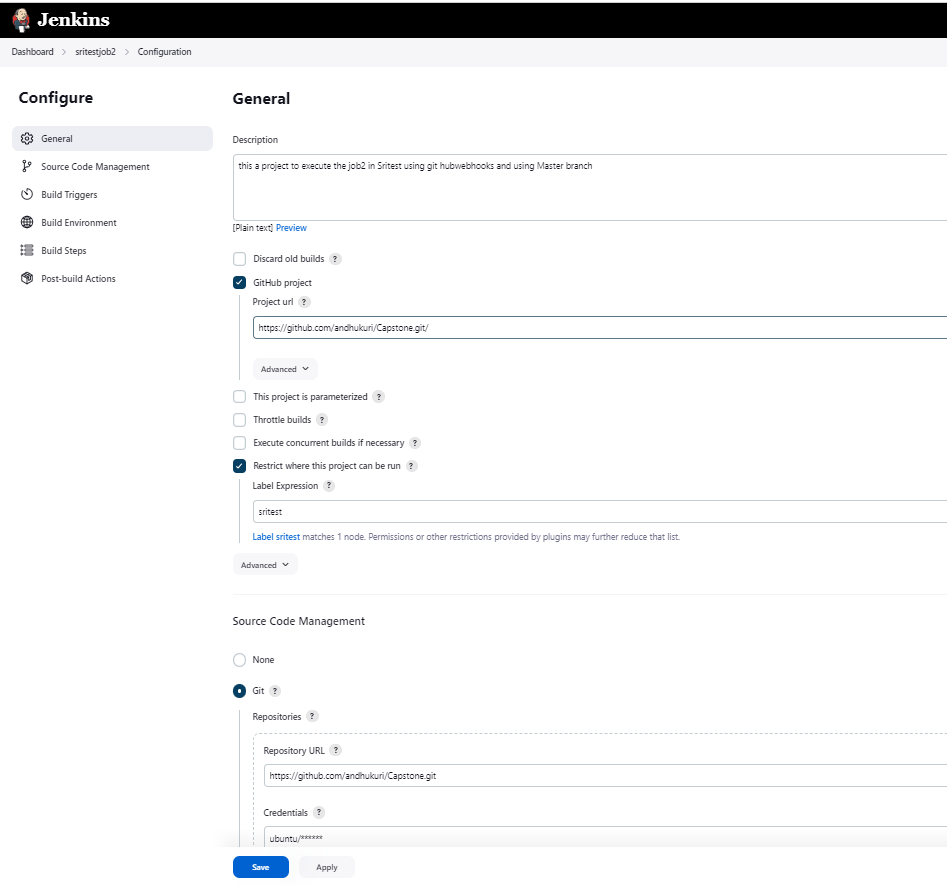 Jenkins
Dashboard > sritestjob2 > Configuration
Configure
General
Source Code Management
Build Triggers
Build Environment
Build Steps
Post-build Actions
General
Description
this a project to execute the job2 in Sritest using git hubwebhooks and using Master branch
[Plain text] Preview
Discard old builds ?
GitHub project
Project url ?
https://github.com/andhukuri/Capstone.git/
Advanced
This project is parameterized ?
Throttle builds ?
Execute concurrent builds if necessary ?
Restrict where this project can be run ?
Label Expression ?
sritest
Label sritest matches 1 node. Permissions or other restrictions provided by plugins may further reduce that list.
Advanced
Source Code Management
None
Git ?
Repositories ?
Repository URL ?
https://github.com/andhukuri/Capstone.git
Credentials ?
ubuntu/******
Save Apply